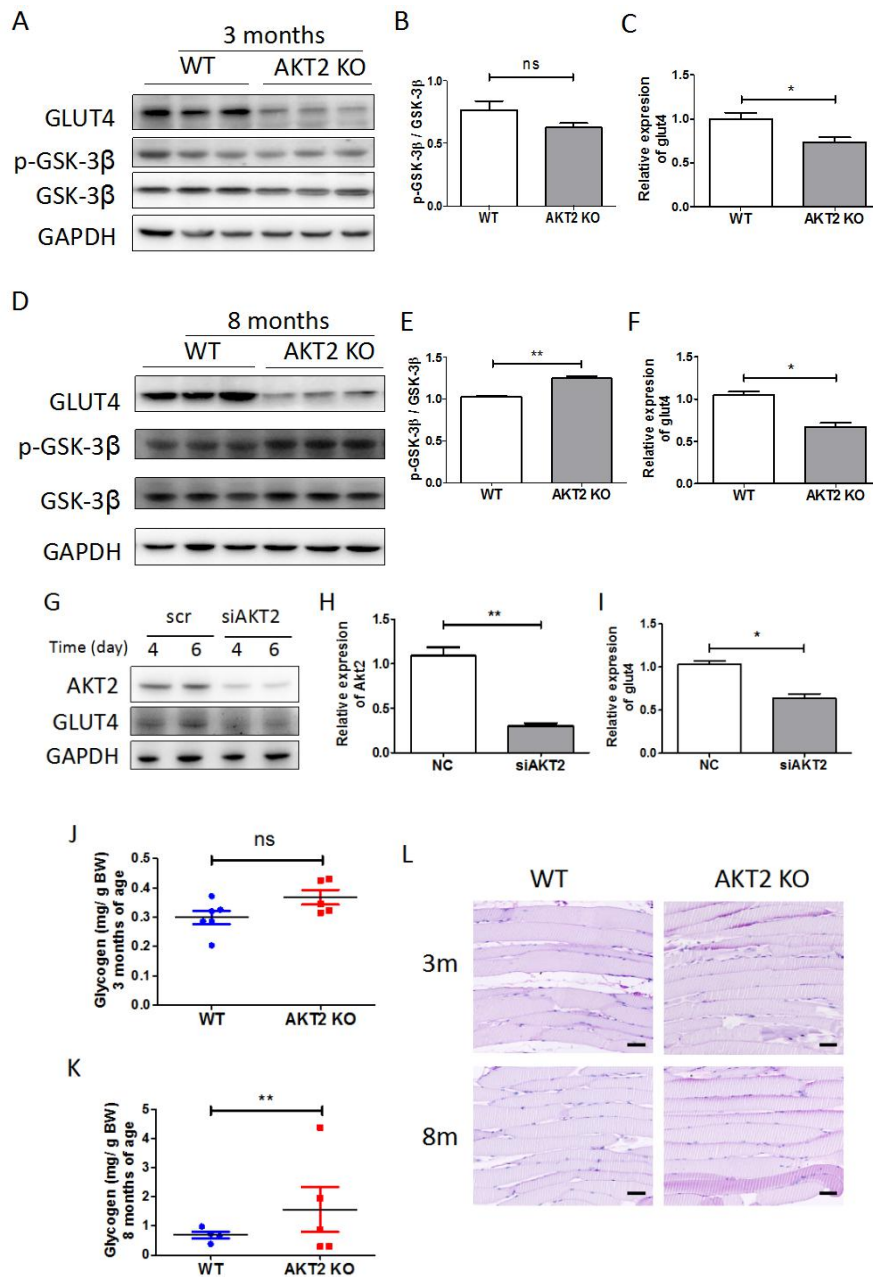 A
3 months
WT AKT2 KO
GLUT4
p-GSK-3β
GSK-3β
GAPDH
B
ns
p-GSK-3β / GSK-3β
1.0
0.5
0.0
WT AKT2 KO
C
*
Relative expresion
of glut4
1.5
1.0
0.5
0.0
WT AKT2 KO
D
8 months
WT AKT2 KO
GLUT4
p-GSK-3β
GSK-3β
GAPDH
E
**
p-GSK-3β / GSK-3β
1.5
1.0
0.5
0.0
WT AKT2 KO
F
*
Relative expresion
of glut4
1.5
1.0
0.5
0.0
WT AKT2 KO
G
scr siAKT2
Time (day) 4 6 4 6
AKT2
GLUT4
GAPDH
H
**
Relative expresion
of Akt2
1.5
1.0
0.5
0.0
NC siAKT2
I
*
Relative expresion
of glut4
1.5
1.0
0.5
0.0
NC siAKT2
J
ns
Glycogen (mg/ g BW)
3 months of age
0.5
0.4
0.3
0.2
0.1
0.0
WT AKT2 KO
K
**
Glycogen (mg/ g BW)
8 months of age
5
4
3
2
1
0
WT AKT2 KO
L
WT AKT2 KO
3m
8m